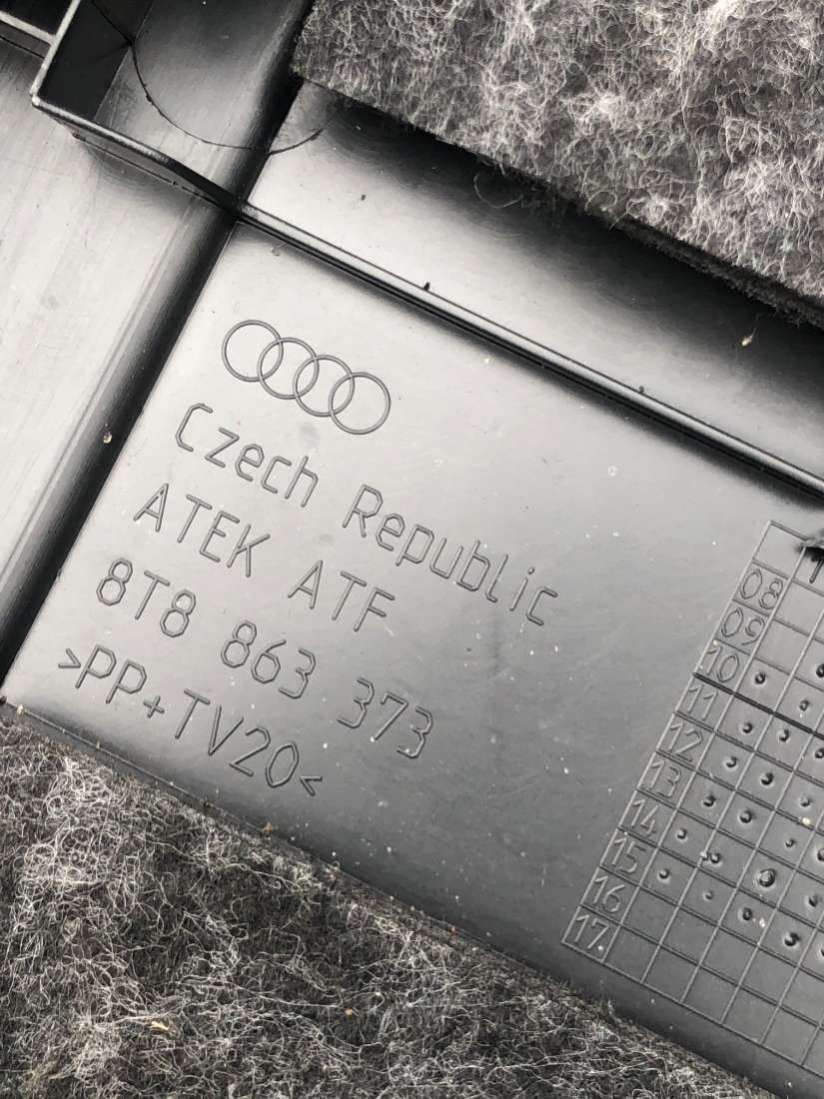 Czech Republic
ATEK ATF
8T8 863 373
>PP+TV20<
08
09
10
11
12
13
14
15
16
17